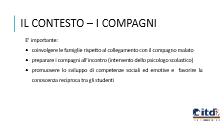 IL CONTESTO – I COMPAGNI
E' importante:
• coinvolgere le famiglie rispetto al collegamento con il compagno malato
• preparare i compagni all'incontro (intervento dello psicologo scolastico)
• promuovere lo sviluppo di competenze sociali ed emotive e favorire la
conoscenza reciproca tra gli studenti
itd